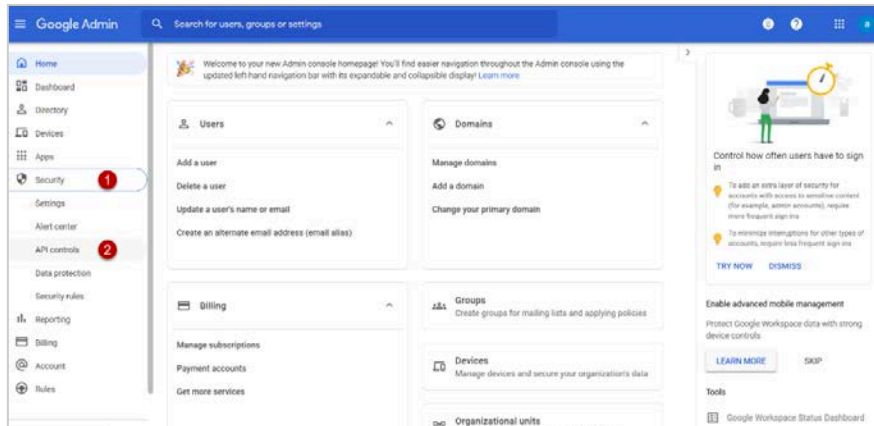 Google Admin
Search for users, groups or settings
a
Home
Dashboard
Directory
Devices
Apps
Security
1
Settings
Alert center
API controls
2
Data protection
Security rules
Reporting
Billing
Account
Rules
Welcome to your new Admin console homepage! You'll find easier navigation throughout the Admin console using the
updated left-hand navigation bar with its expandable and collapsible display! Learn more
Users
Add a user
Delete a user
Update a user's name or email
Create an alternate email address (email alias)
Domains
Manage domains
Add a domain
Change your primary domain
Billing
Manage subscriptions
Payment accounts
Get more services
Groups
Create groups for mailing lists and applying policies
Devices
Manage devices and secure your organization's data
Organizational units
Control how often users have to sign
in
To add an extra layer of security for
accounts with access to sensitive content
(for example, admin accounts), require
more frequent sign ins
To minimize interruptions for other types of
accounts, require less frequent sign ins
TRY NOW DISMISS
Enable advanced mobile management
Protect Google Workspace data with strong
device controls
LEARN MORE SKIP
Tools
Google Workspace Status Dashboard